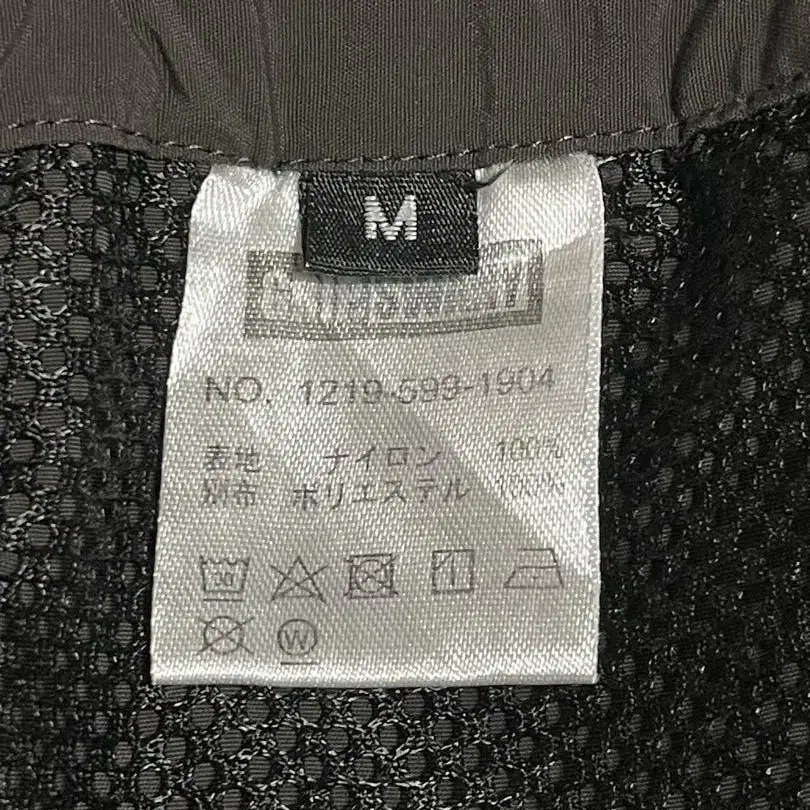 M
NO. 1219-599-1904
表地 ナイロン 100%
別布 ポリエステル 100%
W